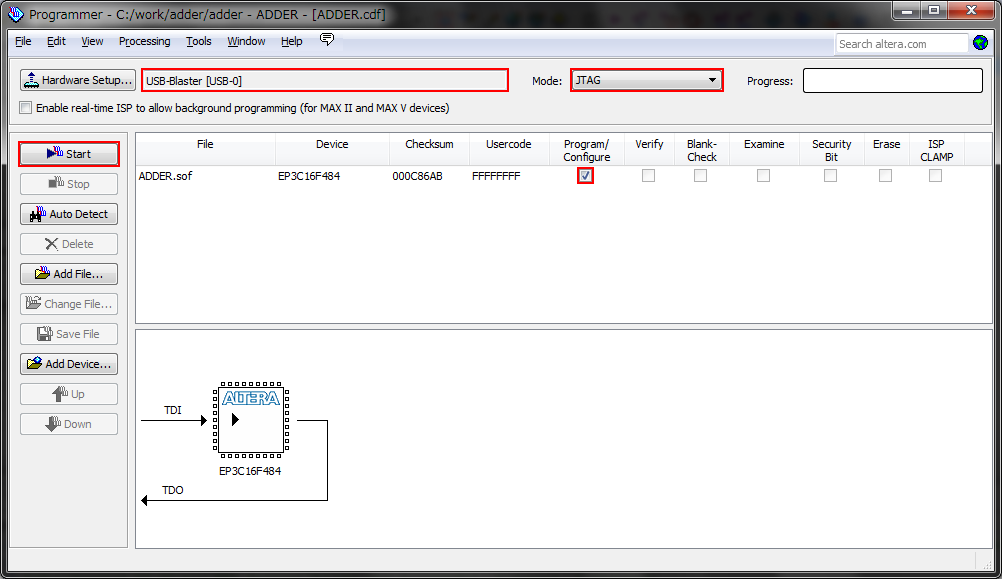 Programmer - C:/work/adder/adder - ADDER - [ADDER.cdf]
File Edit View Processing Tools Window Help
Search altera.com
Hardware Setup... USB-Blaster [USB-0] Mode: JTAG Progress:
Enable real-time ISP to allow background programming (for MAX II and MAX V devices)
Start
Stop
Auto Detect
Delete
Add File...
Change File...
Save File
Add Device...
Up
Down
File Device Checksum Usercode Program/ Verify Blank- Examine Security Erase ISP
Configure Check Bit CLAMP
ADDER.sof EP3C16F484 000C86AB FFFFFFFF
ALTERA
TDI
EP3C16F484
TDO